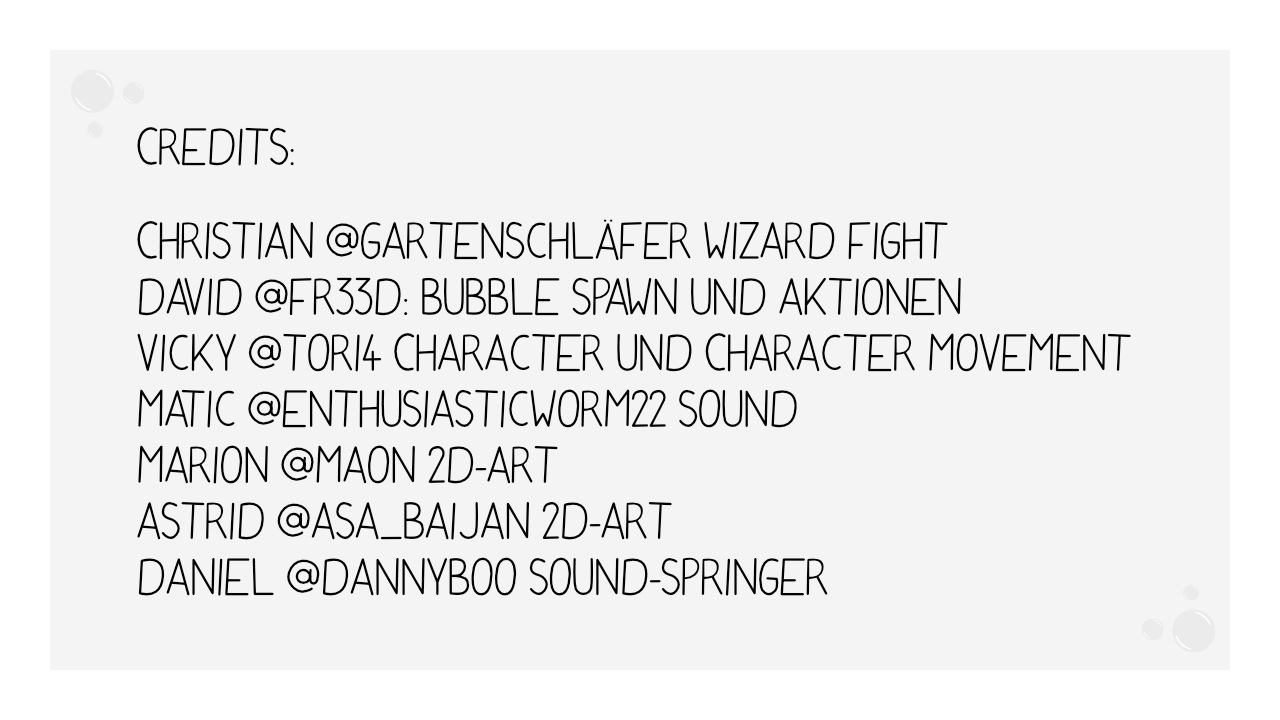 CREDITS:
CHRISTIAN @GARTENSCHLÄFER WIZARD FIGHT
DAVID @FR33D: BUBBLE SPAWN UND AKTIONEN
VICKY @TORI4 CHARACTER UND CHARACTER MOVEMENT
MATIC @ENTHUSIASTICWORM22 SOUND
MARION @MAON 2D-ART
ASTRID @ASA_BAIJAN 2D-ART
DANIEL @DANNYBOO SOUND-SPRINGER